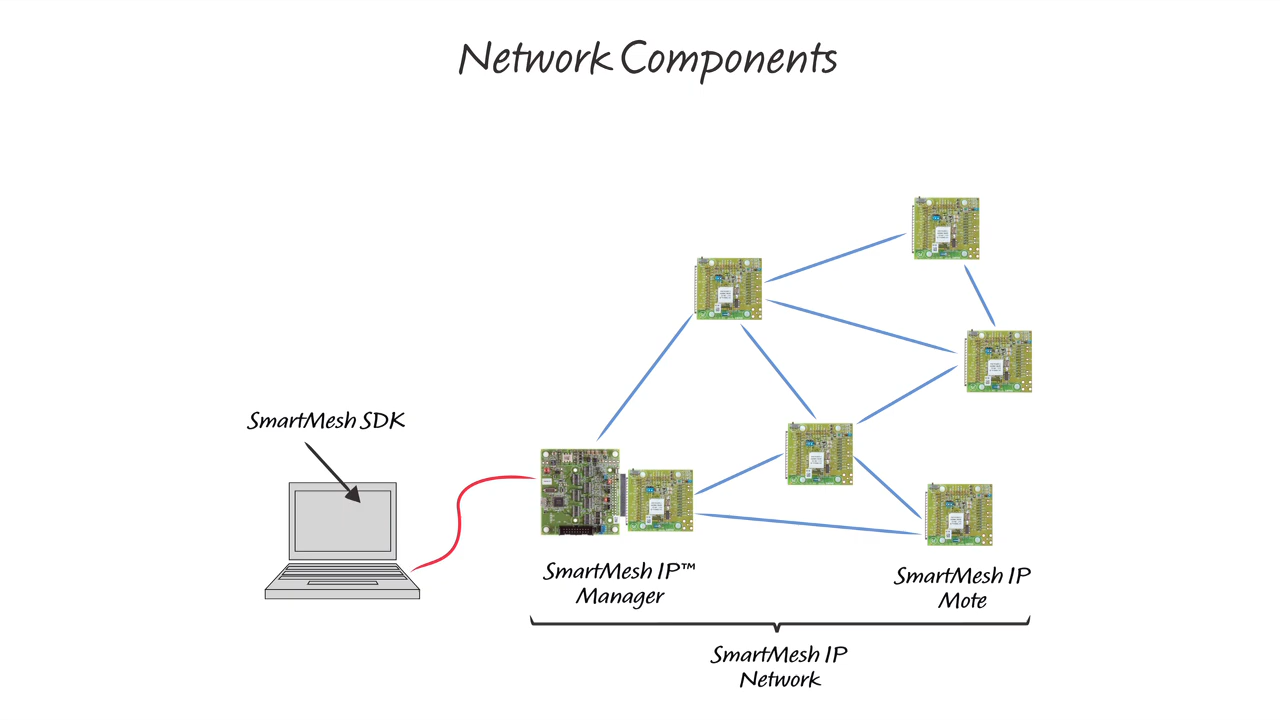 Network Components
SmartMesh SDK
SmartMesh IP™
Manager
SmartMesh IP
Mote
SmartMesh IP
Network